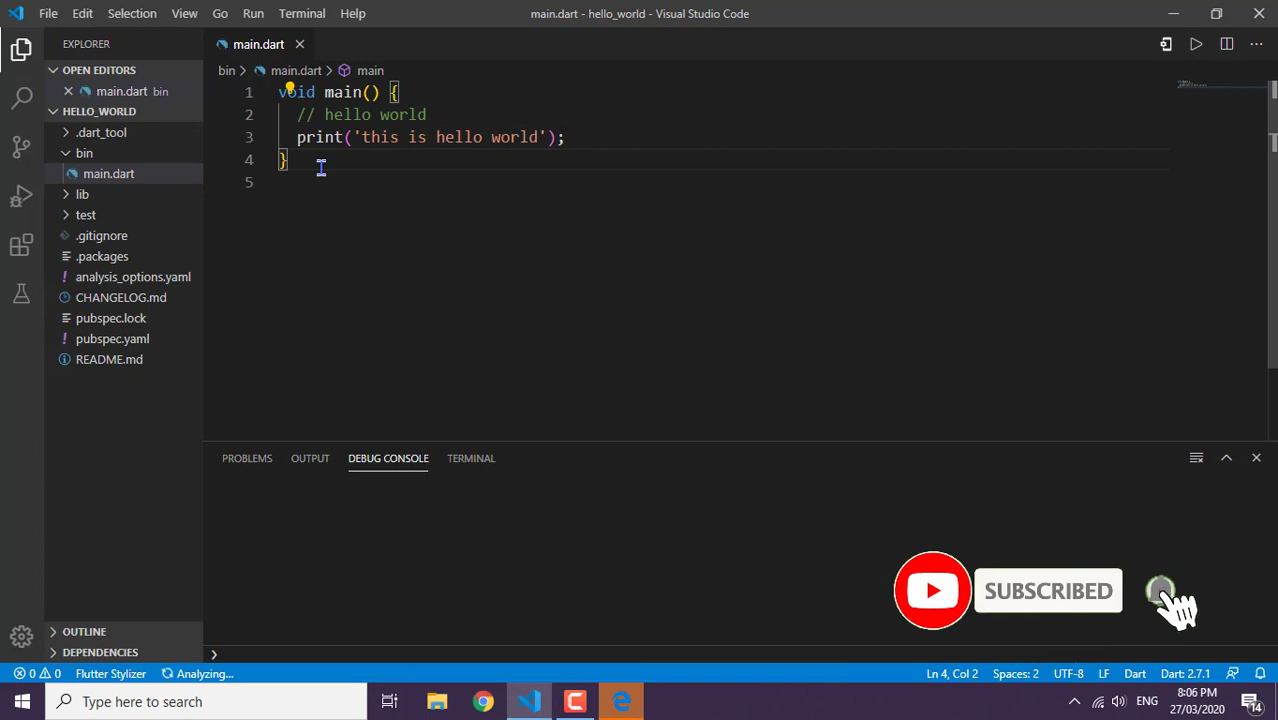 File Edit Selection View Go Run Terminal Help main.dart - hello_world - Visual Studio Code
EXPLORER
OPEN EDITORS
main.dart bin
HELLO_WORLD
.dart_tool
bin
main.dart
lib
test
.gitignore
.packages
analysis_options.yaml
CHANGELOG.md
pubspec.lock
pubspec.yaml
README.md
OUTLINE
DEPENDENCIES
main.dart
bin > main.dart > main
1 void main() {
2 // hello world
3 print('this is hello world');
4 }
5
PROBLEMS OUTPUT DEBUG CONSOLE TERMINAL
SUBSCRIBED
0 0 Flutter Stylizer Analyzing... Ln 4, Col 2 Spaces: 2 UTF-8 LF Dart Dart: 2.7.1
Type here to search
ENG
8:06 PM
27/03/2020
14